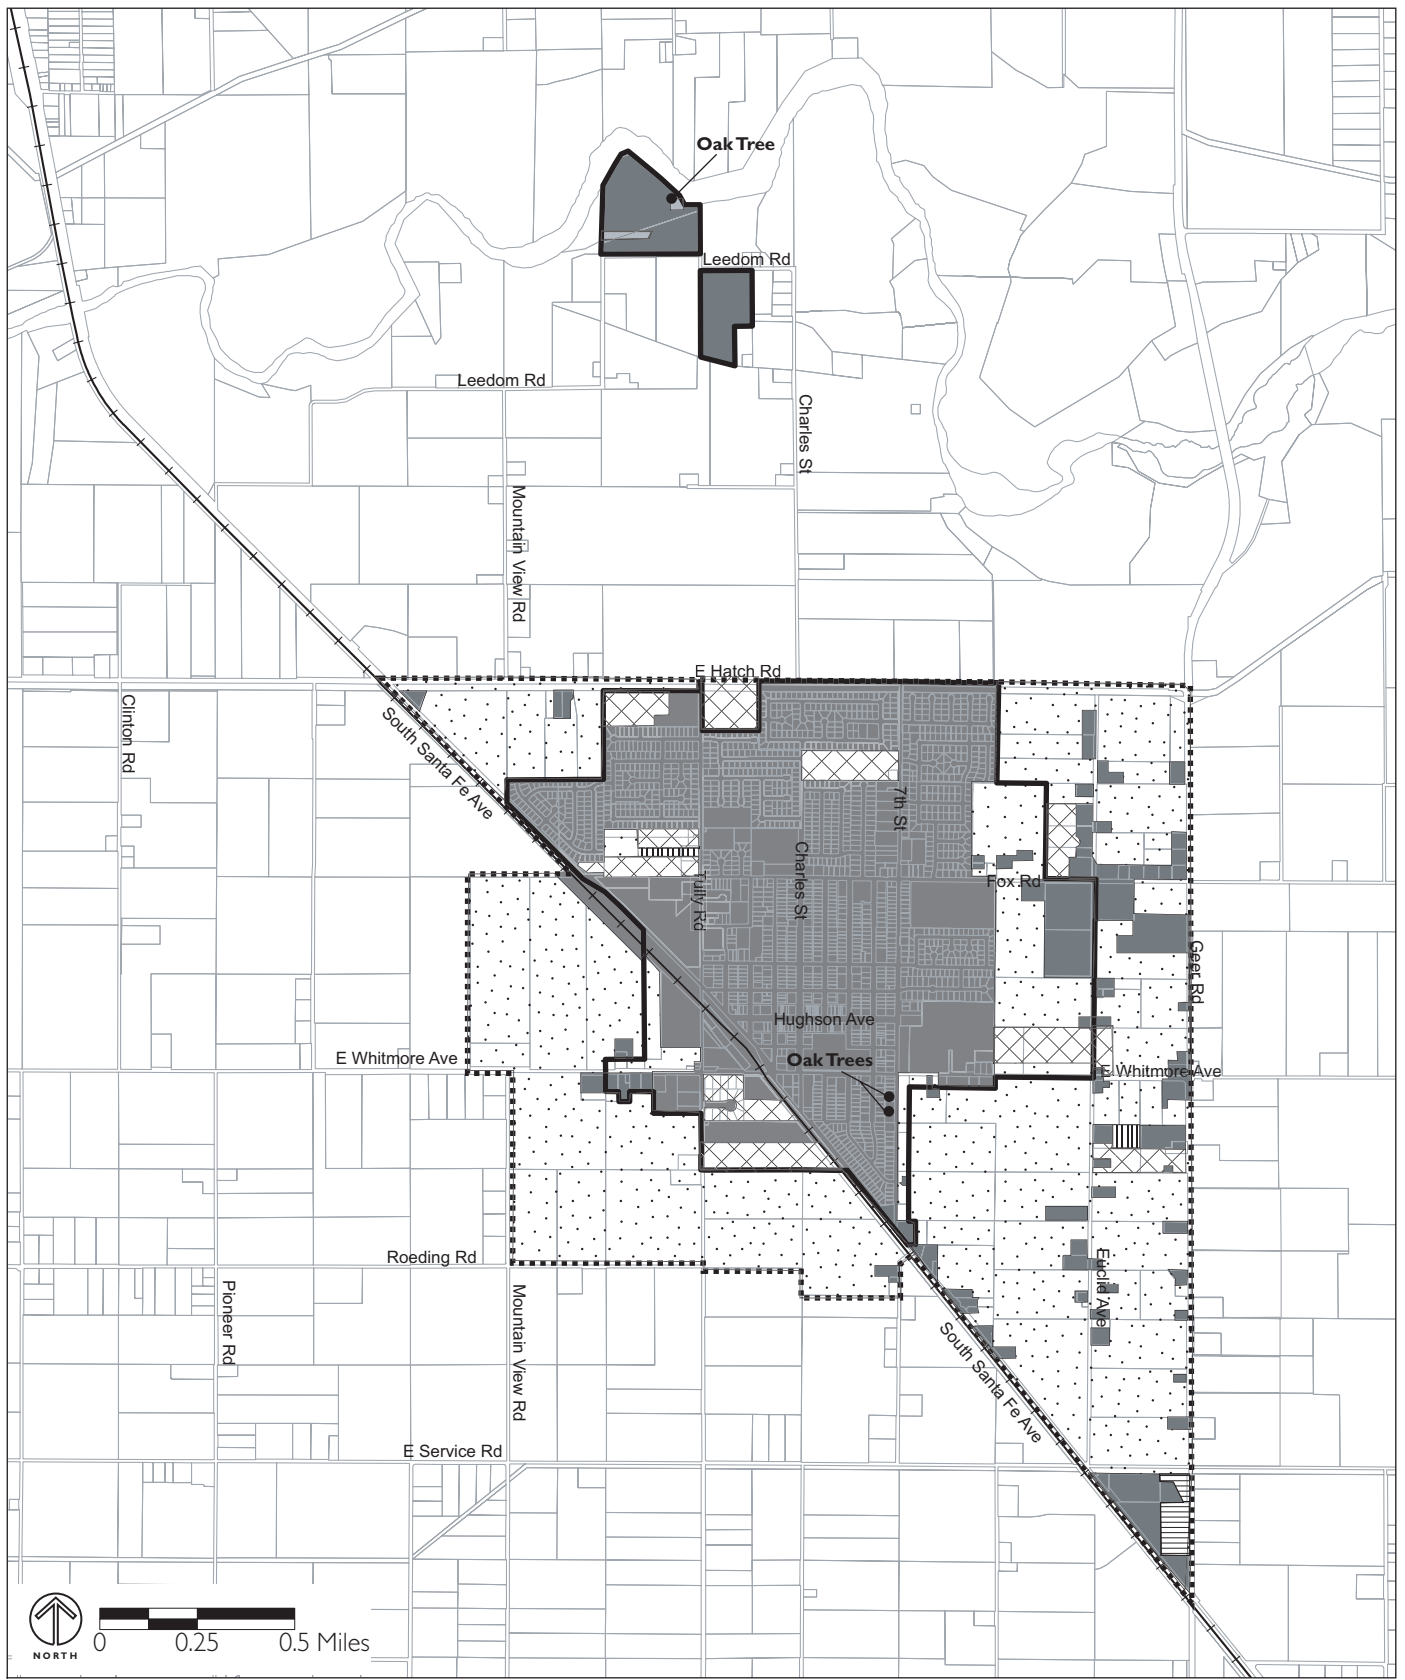 Oak Tree
Leedom Rd
Leedom Rd
Charles St
Mountain View Rd
E Hatch Rd
Clinton Rd
South Santa Fe Ave
7th St
Charles St
Tully Rd
Fox Rd
Geer Rd
Hughson Ave
E Whitmore Ave
Oak Trees
E Whitmore Ave
Roeding Rd
Euclid Ave
Pioneer Rd
Mountain View Rd
South Santa Fe Ave
E Service Rd
NORTH
0 0.25 0.5 Miles